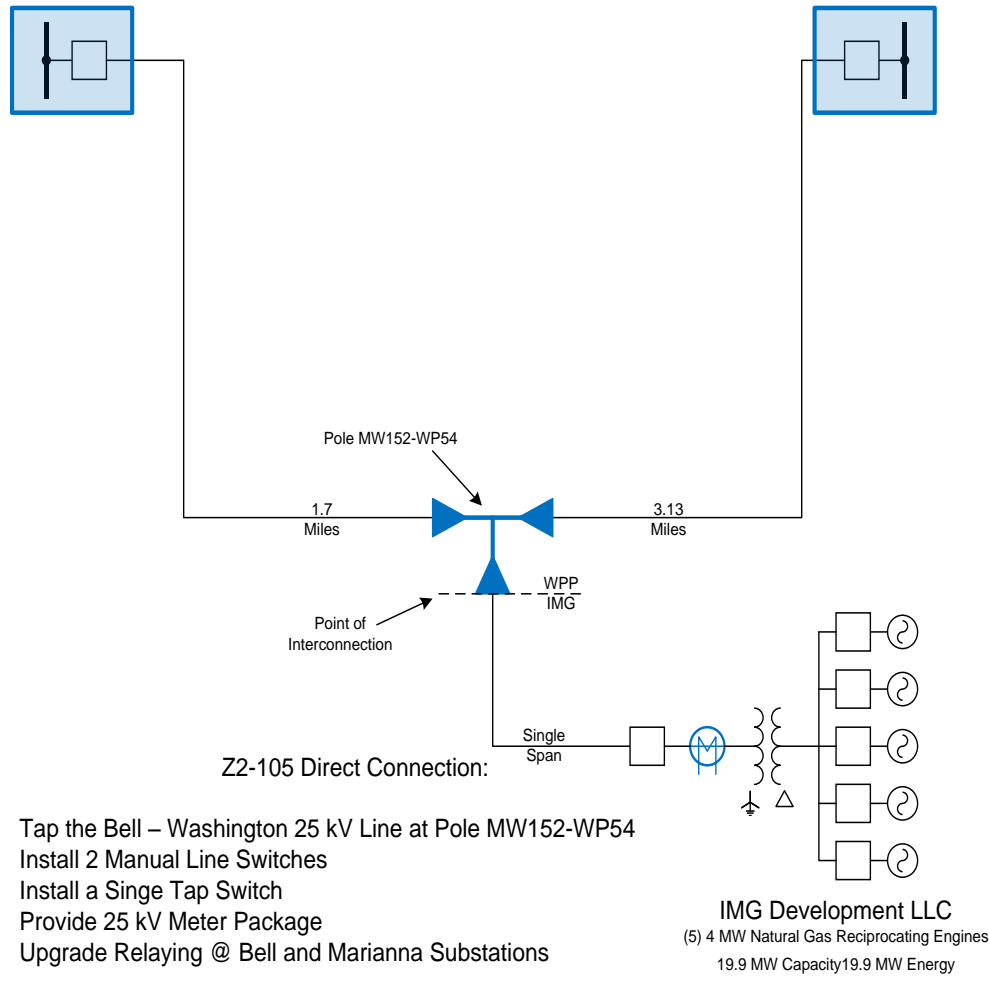 Pole MW152-WP54
1.7
Miles
3.13
Miles
WPP
IMG
Point of
Interconnection
Single
Span
Z2-105 Direct Connection:
Tap the Bell – Washington 25 kV Line at Pole MW152-WP54
Install 2 Manual Line Switches
Install a Singe Tap Switch
Provide 25 kV Meter Package
Upgrade Relaying @ Bell and Marianna Substations
IMG Development LLC
(5) 4 MW Natural Gas Reciprocating Engines
19.9 MW Capacity19.9 MW Energy